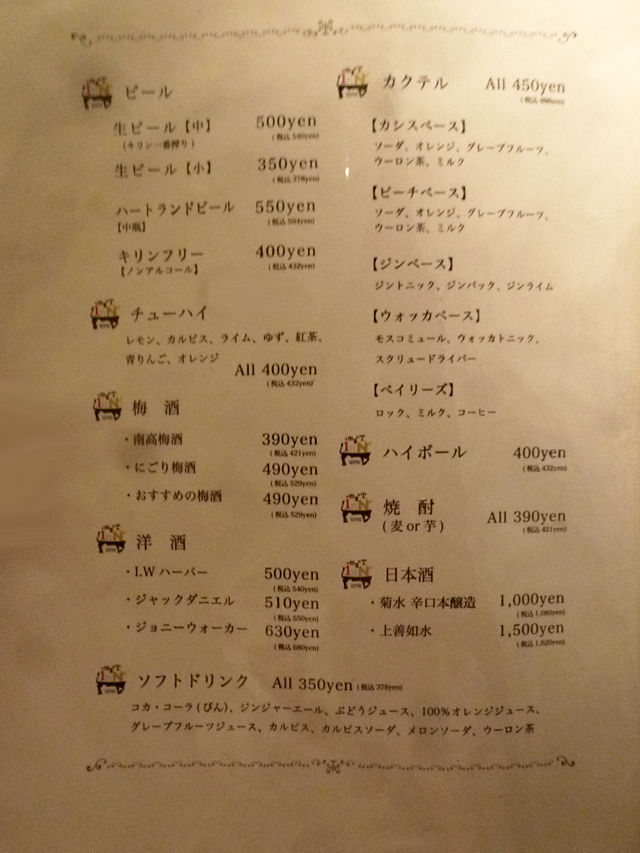 ビール
生ビール【中】 500yen
(キリン一番搾り) (税込 540yen)
生ビール【小】 350yen
(税込 378yen)
ハートランドビール 550yen
【中瓶】 (税込 594yen)
キリンフリー 400yen
【ノンアルコール】 (税込 432yen)
チューハイ
レモン、カルピス、ライム、ゆず、紅茶、
青りんご、オレンジ
All 400yen
(税込 432yen)
梅 酒
・南高梅酒 390yen
(税込 421yen)
・にごり梅酒 490yen
(税込 529yen)
・おすすめの梅酒 490yen
(税込 529yen)
洋 酒
・I.W ハーパー 500yen
(税込 540yen)
・ジャックダニエル 510yen
(税込 550yen)
・ジョニーウォーカー 630yen
(税込 680yen)
カクテル All 450yen
(税込 486yen)
【カシスベース】
ソーダ、オレンジ、グレープフルーツ、
ウーロン茶、ミルク
【ピーチベース】
ソーダ、オレンジ、グレープフルーツ、
ウーロン茶、ミルク
【ジンベース】
ジントニック、ジンバック、ジンライム
【ウォッカベース】
モスコミュール、ウォッカトニック、
スクリュードライバー
【ベイリーズ】
ロック、ミルク、コーヒー
ハイボール 400yen
(税込 432yen)
焼 酎
(麦 or 芋) All 390yen
(税込 421yen)
日本酒
・菊水 辛口本醸造 1,000yen
(税込 1,080yen)
・上善如水 1,500yen
(税込 1,620yen)
ソフトドリンク All 350yen (税込 378yen)
コカ・コーラ(びん)、ジンジャーエール、ぶどうジュース、100%オレンジジュース、
グレープフルーツジュース、カルピス、カルピスソーダ、メロンソーダ、ウーロン茶